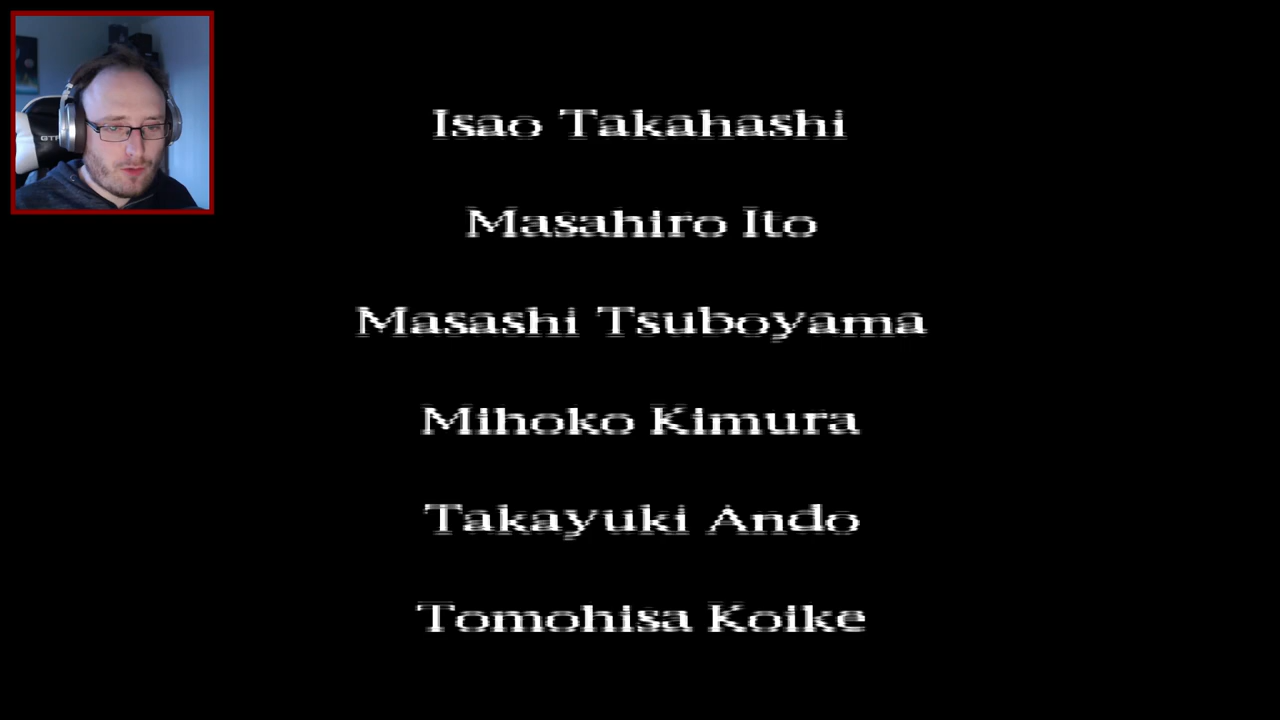 Isao Takahashi
Masahiro Ito
Masashi Tsuboyama
Mihoko Kimura
Takayuki Ando
Tomohisa Koike